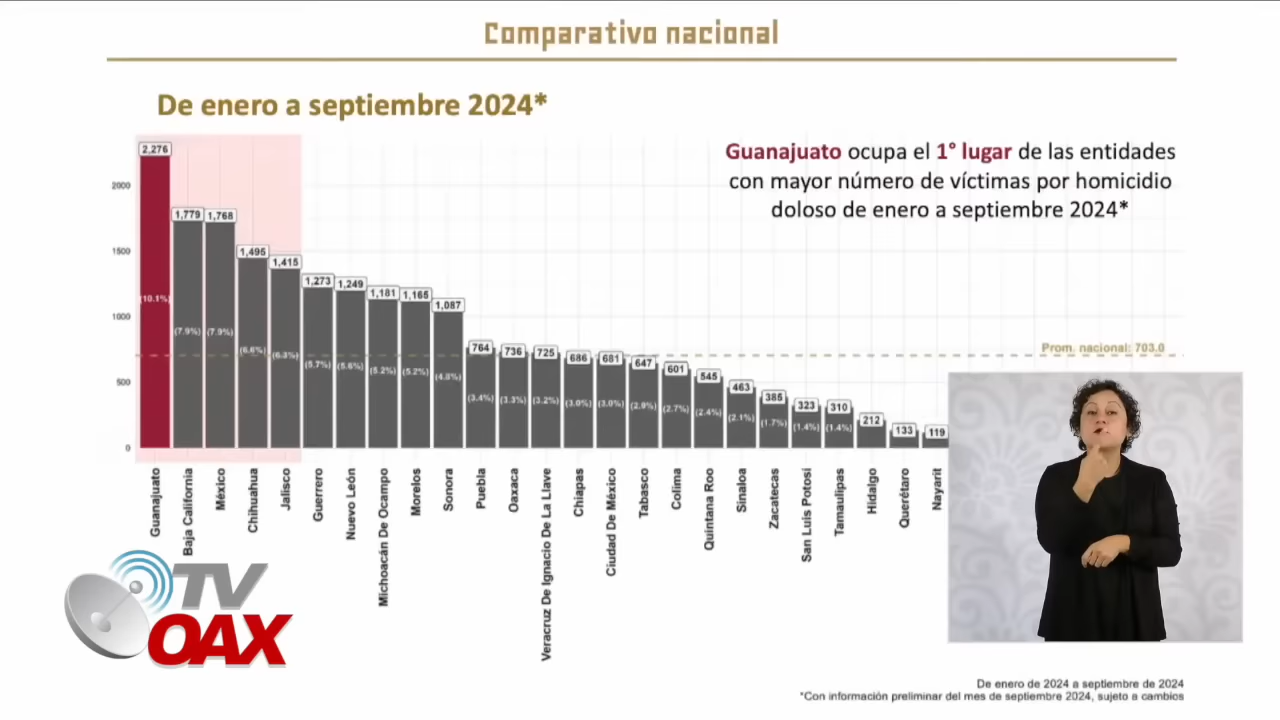 Comparativo nacional
De enero a septiembre 2024*
Guanajuato ocupa el 1° lugar de las entidades
con mayor número de víctimas por homicidio
doloso de enero a septiembre 2024*
2,276
1,779
1,768
1,495
1,415
1,273
1,249
1,181
1,165
1,087
764
736
725
686
681
647
601
545
463
385
323
310
212
133
119
2000
1500
1000
500
0
Prom. nacional: 703.0
(10.1%)
(7.9%)
(7.9%)
(6.6%)
(6.3%)
(5.7%)
(5.6%)
(5.2%)
(5.2%)
(4.8%)
(3.4%)
(3.3%)
(3.2%)
(3.0%)
(3.0%)
(2.9%)
(2.7%)
(2.4%)
(2.1%)
(1.7%)
(1.4%)
(1.4%)
Guanajuato
Baja California
México
Chihuahua
Jalisco
Guerrero
Nuevo León
Michoacán De Ocampo
Morelos
Sonora
Puebla
Oaxaca
Veracruz De Ignacio De La Llave
Chiapas
Ciudad De México
Tabasco
Colima
Quintana Roo
Sinaloa
Zacatecas
San Luis Potosí
Tamaulipas
Hidalgo
Querétaro
Nayarit
TV
OAX
De enero de 2024 a septiembre de 2024
*Con información preliminar del mes de septiembre 2024, sujeto a cambios